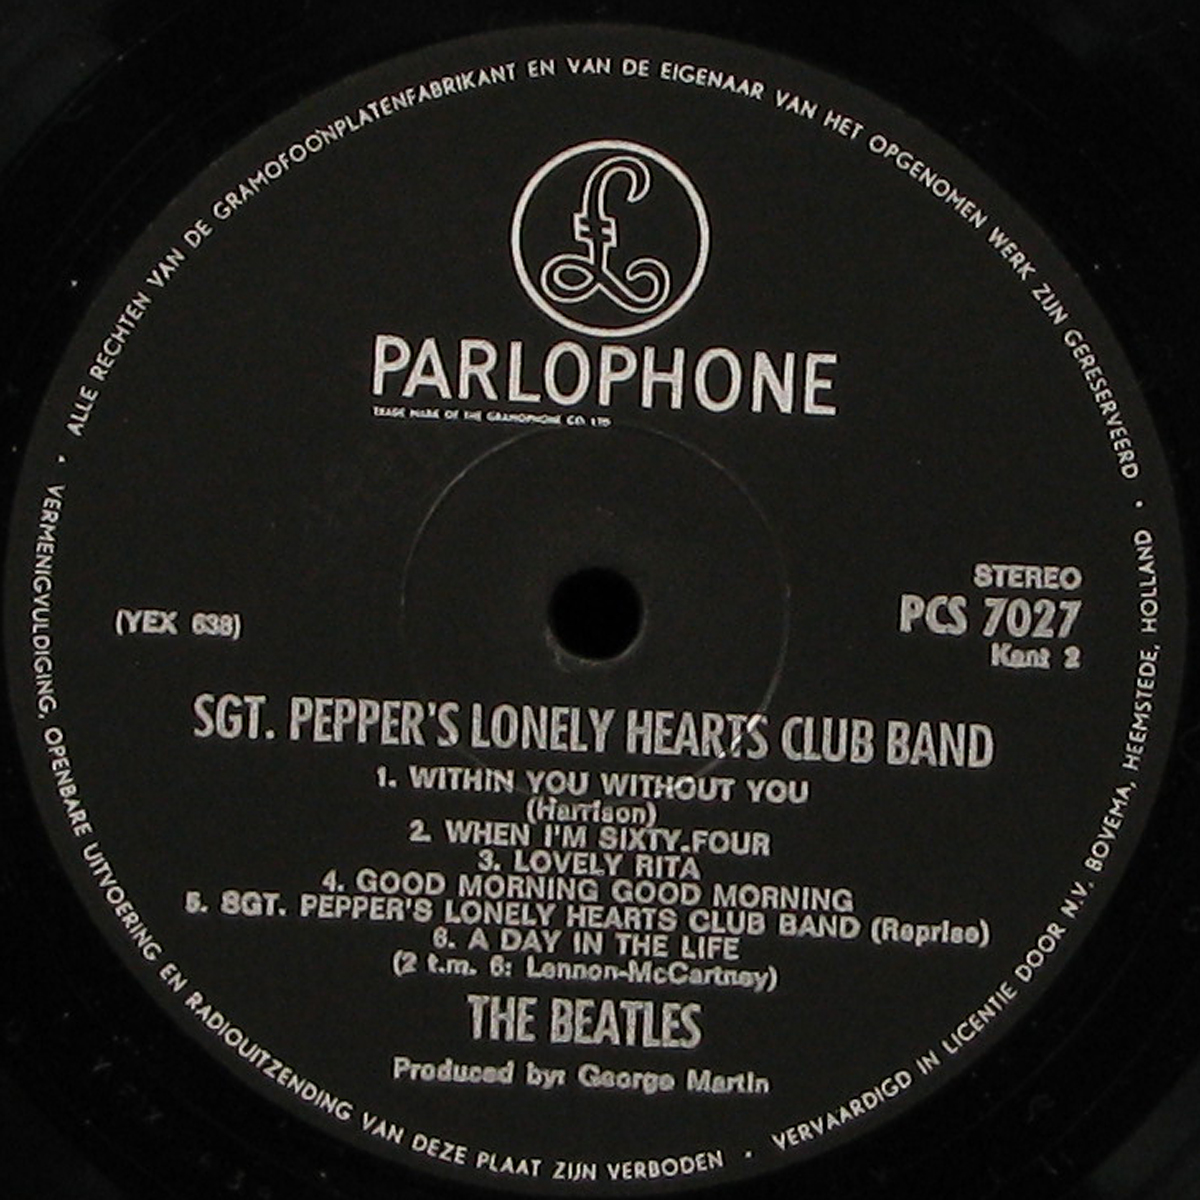 ALLE RECHTEN VAN DE GRAMOFOONPLATENFABRIKANT EN VAN DE EIGENAAR VAN HET OPGENOMEN WERK ZIJN GERESERVEERD ·
£
PARLOPHONE
TRADE MARK OF THE GRAMOPHONE CO. LTD
STEREO
PCS 7027
Kant 2
(YEX 638)
SGT. PEPPER'S LONELY HEARTS CLUB BAND
1. WITHIN YOU WITHOUT YOU
(Harrison)
2. WHEN I'M SIXTY-FOUR
3. LOVELY RITA
4. GOOD MORNING GOOD MORNING
5. SGT. PEPPER'S LONELY HEARTS CLUB BAND (Reprise)
6. A DAY IN THE LIFE
(2 t.m. 6: Lennon-McCartney)
THE BEATLES
Produced by: George Martin
VERMENIGVULDIGING, OPENBARE UITVOERING EN RADIOUITZENDING VAN DEZE PLAAT ZIJN VERBODEN ·
VERVAARDIGD IN LICENTIE DOOR N.V. BOVEMA, HEEMSTEDE, HOLLAND